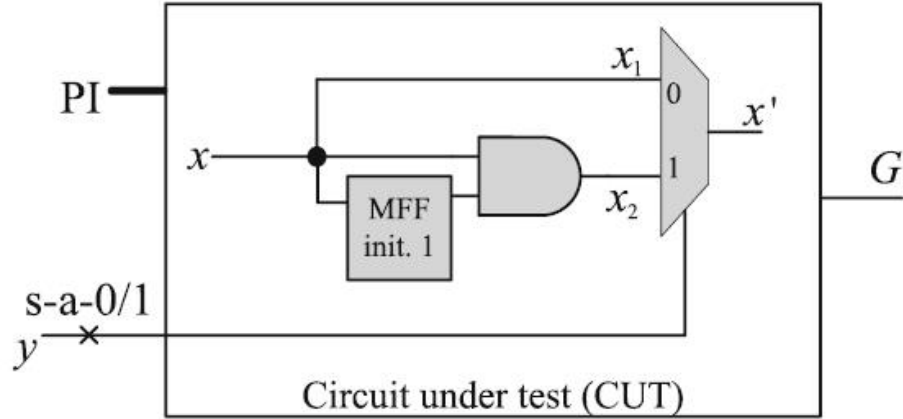 PI
x₁
0
x
x'
1
x₂
G
MFF
init. 1
s-a-0/1
y
Circuit under test (CUT)